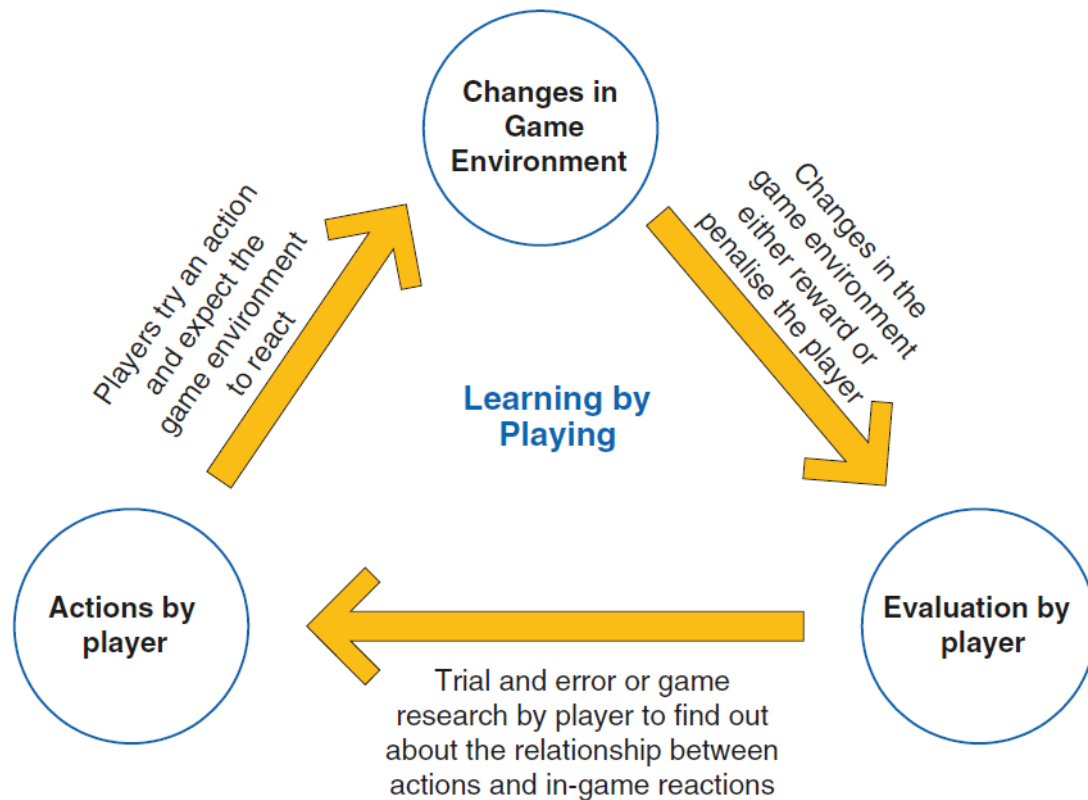 Changes in
Game
Environment
Players try an action
and expect the
game environment
to react
Changes in the
game environment
either reward or
penalise the player
Learning by
Playing
Actions by
player
Evaluation by
player
Trial and error or game
research by player to find out
about the relationship between
actions and in-game reactions